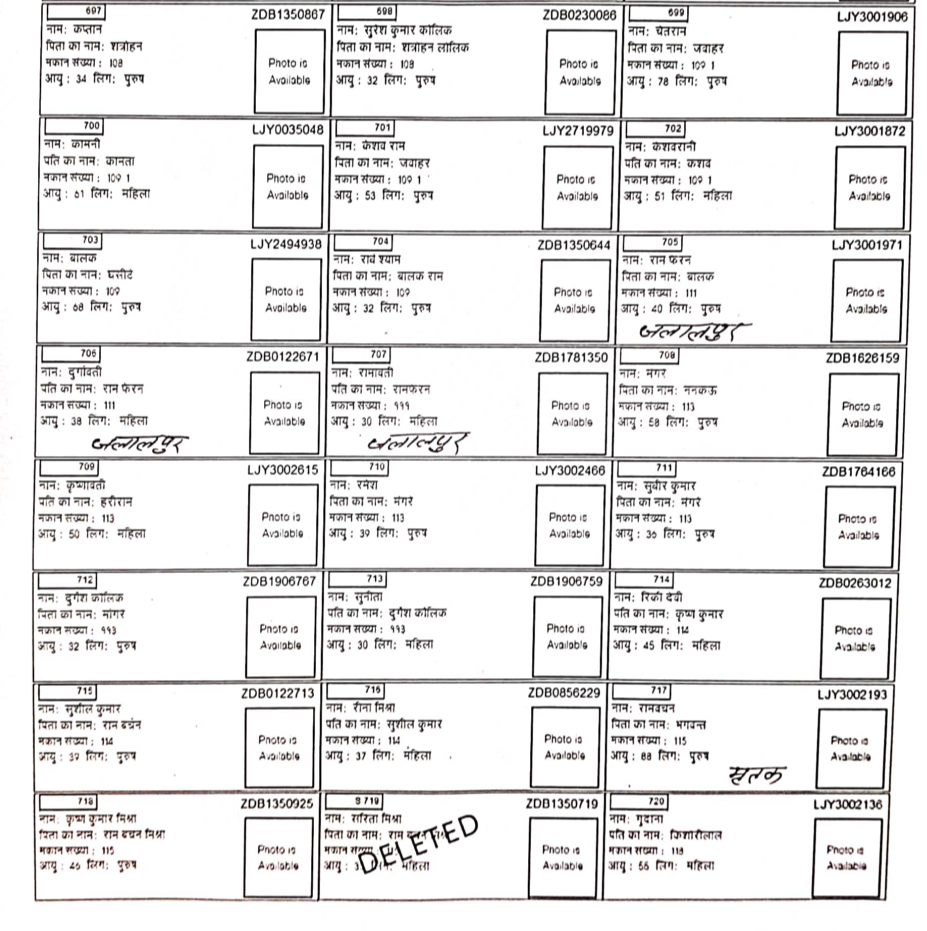 697 ZDB1350867
नाम: कप्तान
पिता का नाम: शत्रोहन
मकान संख्या : 108
आयु : 34 लिंग: पुरुष
Photo is
Available
698 ZDB0230086
नाम: सुरेश कुमार कोलिक
पिता का नाम: शत्रोहन लोलिक
मकान संख्या : 108
आयु : 32 लिंग: पुरुष
Photo is
Available
699 LJY3001906
नाम: चेतराम
पिता का नाम: जवाहर
मकान संख्या : 109 1
आयु : 78 लिंग: पुरुष
Photo is
Available
700 LJY0035048
नाम: कामनी
पति का नाम: कामता
मकान संख्या : 109 1
आयु : 61 लिंग: महिला
Photo is
Available
701 LJY2719979
नाम: केशव राम
पिता का नाम: जवाहर
मकान संख्या : 109 1
आयु : 53 लिंग: पुरुष
Photo is
Available
702 LJY3001872
नाम: केशवरानी
पति का नाम: केशव
मकान संख्या : 109 1
आयु : 51 लिंग: महिला
Photo is
Available
703 LJY2494938
नाम: बालक
पिता का नाम: घसीटे
मकान संख्या : 109
आयु : 68 लिंग: पुरुष
Photo is
Available
704 ZDB1350644
नाम: राधे श्याम
पिता का नाम: बालक राम
मकान संख्या : 109
आयु : 32 लिंग: पुरुष
Photo is
Available
705 LJY3001971
नाम: राम फेरन
पिता का नाम: बालक
मकान संख्या : 111
आयु : 40 लिंग: पुरुष
जलालपुर
Photo is
Available
706 ZDB0122671
नाम: दुर्गावती
पति का नाम: राम फेरन
मकान संख्या : 111
आयु : 38 लिंग: महिला
जलालपुर
Photo is
Available
707 ZDB1781350
नाम: रामावती
पति का नाम: रामफेरन
मकान संख्या : १११
आयु : 30 लिंग: महिला
जलालपुर
Photo is
Available
708 ZDB1626159
नाम: मंगरे
पिता का नाम: ननकऊ
मकान संख्या : 113
आयु : 58 लिंग: पुरुष
Photo is
Available
709 LJY3002615
नाम: कृष्णावती
पति का नाम: हरीराम
मकान संख्या : 113
आयु : 50 लिंग: महिला
Photo is
Available
710 LJY3002466
नाम: रमेश
पिता का नाम: मंगरे
मकान संख्या : 113
आयु : 39 लिंग: पुरुष
Photo is
Available
711 ZDB1764166
नाम: सुधीर कुमार
पिता का नाम: मंगरे
मकान संख्या : 113
आयु : 36 लिंग: पुरुष
Photo is
Available
712 ZDB1906767
नाम: दुर्गेश कोलिक
पिता का नाम: मांगरे
मकान संख्या : ११३
आयु : 32 लिंग: पुरुष
Photo is
Available
713 ZDB1906759
नाम: सुनीता
पति का नाम: दुर्गेश कोलिक
मकान संख्या : ११३
आयु : 30 लिंग: महिला
Photo is
Available
714 ZDB0263012
नाम: रिंकी देवी
पति का नाम: कृष्ण कुमार
मकान संख्या : 114
आयु : 45 लिंग: महिला
Photo is
Available
715 ZDB0122713
नाम: सुशील कुमार
पिता का नाम: राम बचन
मकान संख्या : 114
आयु : 39 लिंग: पुरुष
Photo is
Available
716 ZDB0856229
नाम: रीना मिश्रा
पति का नाम: सुशील कुमार
मकान संख्या : 114
आयु : 37 लिंग: महिला
Photo is
Available
717 LJY3002193
नाम: रामवचन
पिता का नाम: भगवन्त
मकान संख्या : 115
आयु : 88 लिंग: पुरुष
मृतक
Photo is
Available
718 ZDB1350925
नाम: कृष्ण कुमार मिश्रा
पिता का नाम: राम बचन मिश्रा
मकान संख्या : 115
आयु : 45 लिंग: पुरुष
Photo is
Available
S 719 ZDB1350719
नाम: सरिता मिश्रा
पिता का नाम: राम
मकान
आयु : महिला
DELETED
Photo is
Available
720 LJY3002136
नाम: गुदाना
पति का नाम: किशोरीलाल
मकान संख्या : 118
आयु : 55 लिंग: महिला
Photo is
Available